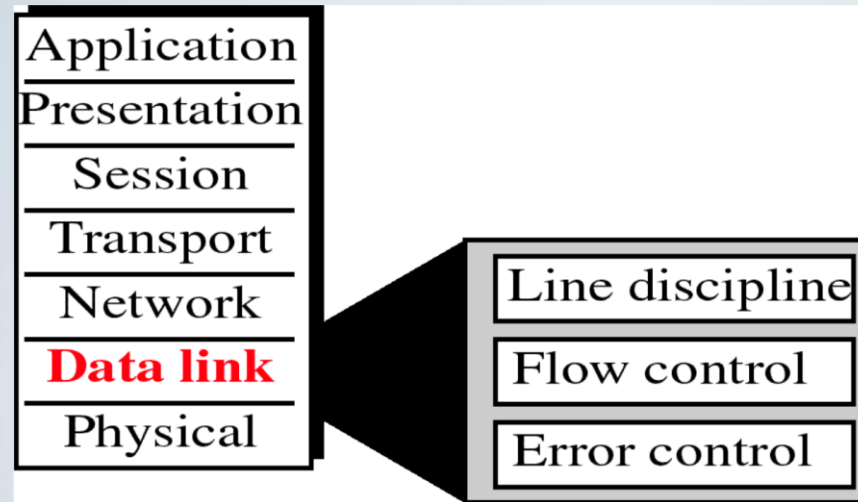 Application
Presentation
Session
Transport
Network
Data link
Physical
Line discipline
Flow control
Error control